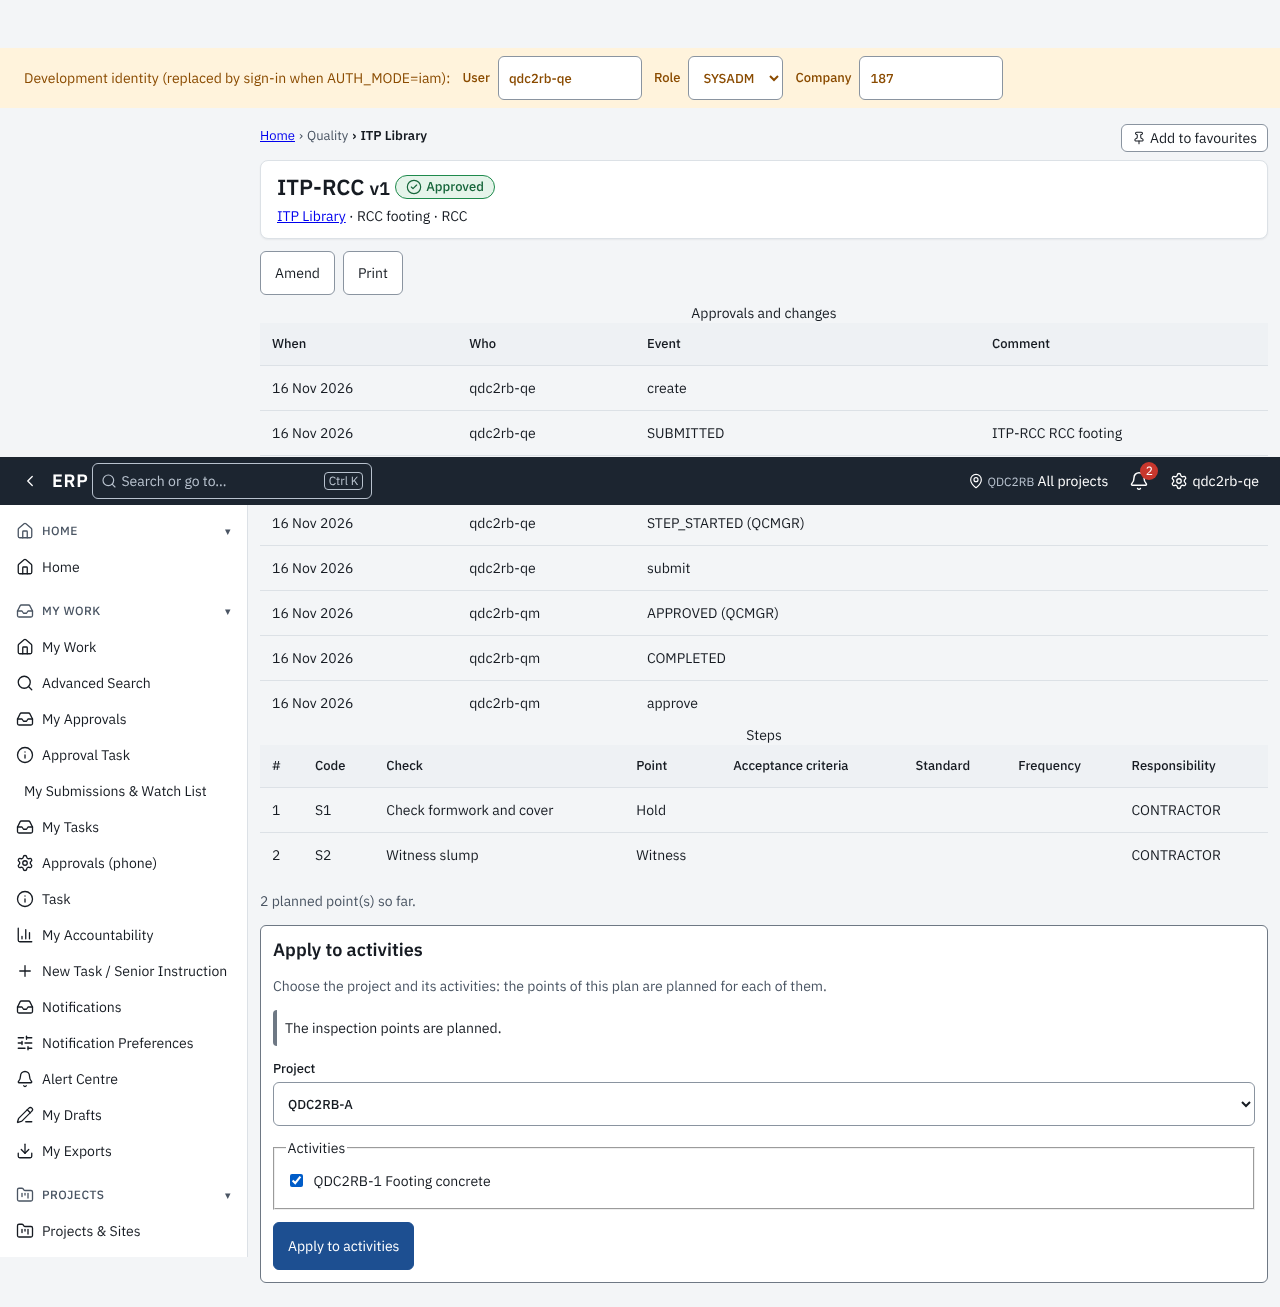 Development identity (replaced by sign-in when AUTH_MODE=iam): User qdc2rb-qe Role SYSADM Company 187
Home › Quality › ITP Library
Add to favourites
ITP-RCC v1 Approved
ITP Library · RCC footing · RCC
Amend Print
Approvals and changes
When Who Event Comment
16 Nov 2026 qdc2rb-qe create
16 Nov 2026 qdc2rb-qe SUBMITTED ITP-RCC RCC footing
ERP Search or go to... Ctrl K QDC2RB All projects 2 qdc2rb-qe
16 Nov 2026 qdc2rb-qe STEP_STARTED (QCMGR)
16 Nov 2026 qdc2rb-qe submit
16 Nov 2026 qdc2rb-qm APPROVED (QCMGR)
16 Nov 2026 qdc2rb-qm COMPLETED
16 Nov 2026 qdc2rb-qm approve
Steps
# Code Check Point Acceptance criteria Standard Frequency Responsibility
1 S1 Check formwork and cover Hold CONTRACTOR
2 S2 Witness slump Witness CONTRACTOR
2 planned point(s) so far.
Apply to activities
Choose the project and its activities: the points of this plan are planned for each of them.
The inspection points are planned.
Project
QDC2RB-A
Activities
QDC2RB-1 Footing concrete
Apply to activities
HOME
Home
MY WORK
My Work
Advanced Search
My Approvals
Approval Task
My Submissions & Watch List
My Tasks
Approvals (phone)
Task
My Accountability
New Task / Senior Instruction
Notifications
Notification Preferences
Alert Centre
My Drafts
My Exports
PROJECTS
Projects & Sites